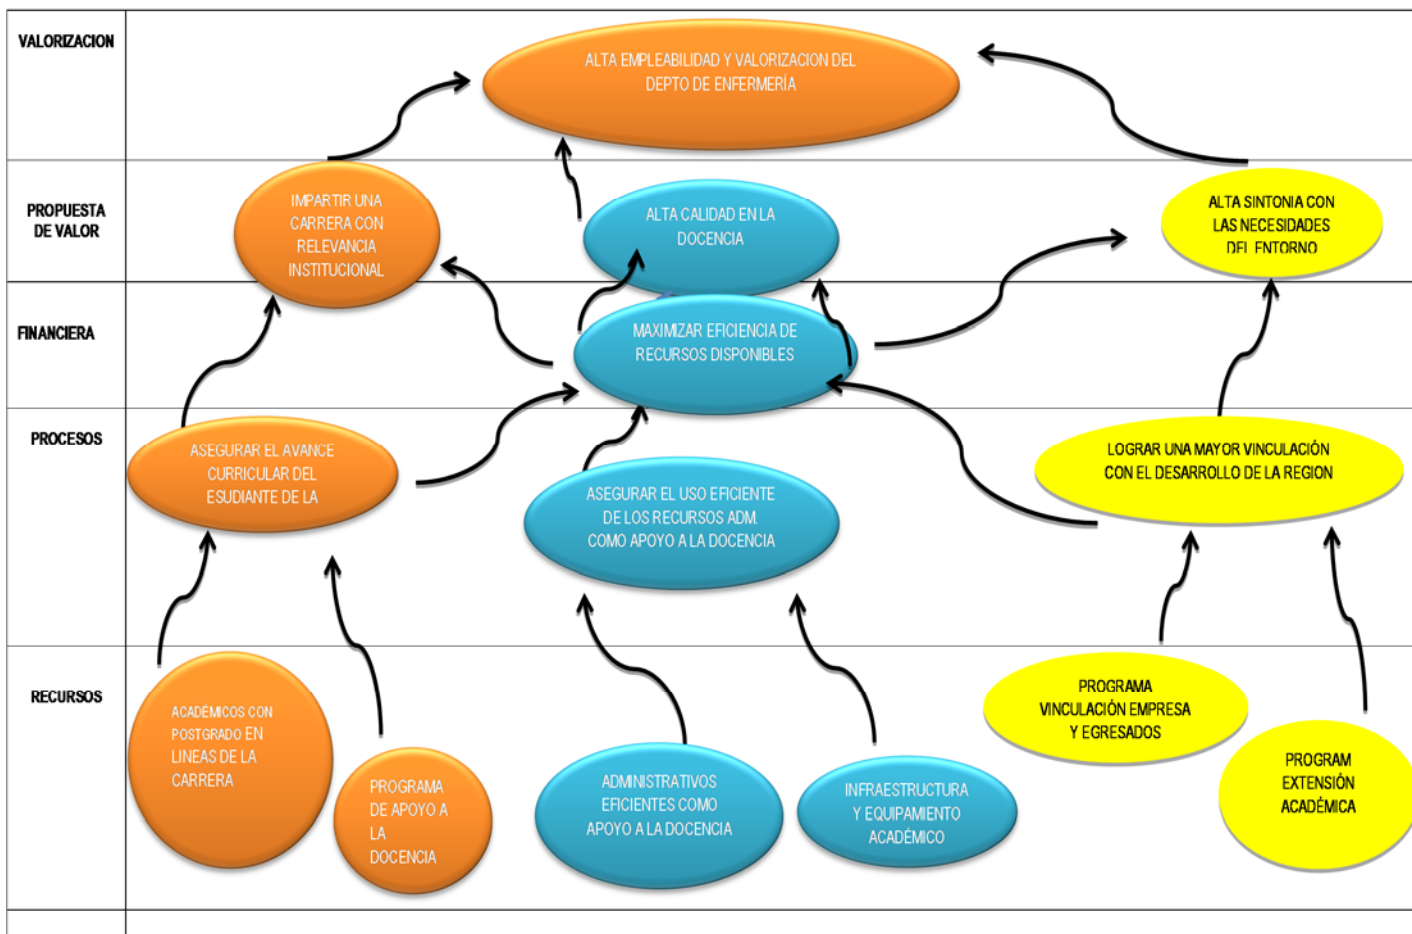 VALORIZACION
ALTA EMPLEABILIDAD Y VALORIZACION DEL
DEPTO DE ENFERMERÍA
PROPUESTA
DE VALOR
IMPARTIR UNA
CARRERA CON
RELEVANCIA
INSTITUCIONAL
ALTA CALIDAD EN LA
DOCENCIA
ALTA SINTONIA CON
LAS NECESIDADES
DEL ENTORNO
FINANCIERA
MAXIMIZAR EFICIENCIA DE
RECURSOS DISPONIBLES
PROCESOS
ASEGURAR EL AVANCE
CURRICULAR DEL
ESUDIANTE DE LA
ASEGURAR EL USO EFICIENTE
DE LOS RECURSOS ADM.
COMO APOYO A LA DOCENCIA
LOGRAR UNA MAYOR VINCULACIÓN
CON EL DESARROLLO DE LA REGION
RECURSOS
ACADÉMICOS CON
POSTGRADO EN
LINEAS DE LA
CARRERA
PROGRAMA
DE APOYO A
LA
DOCENCIA
ADMINISTRATIVOS
EFICIENTES COMO
APOYO A LA DOCENCIA
INFRAESTRUCTURA
Y EQUIPAMIENTO
ACADÉMICO
PROGRAMA
VINCULACIÓN EMPRESA
Y EGRESADOS
PROGRAM
EXTENSIÓN
ACADÉMICA